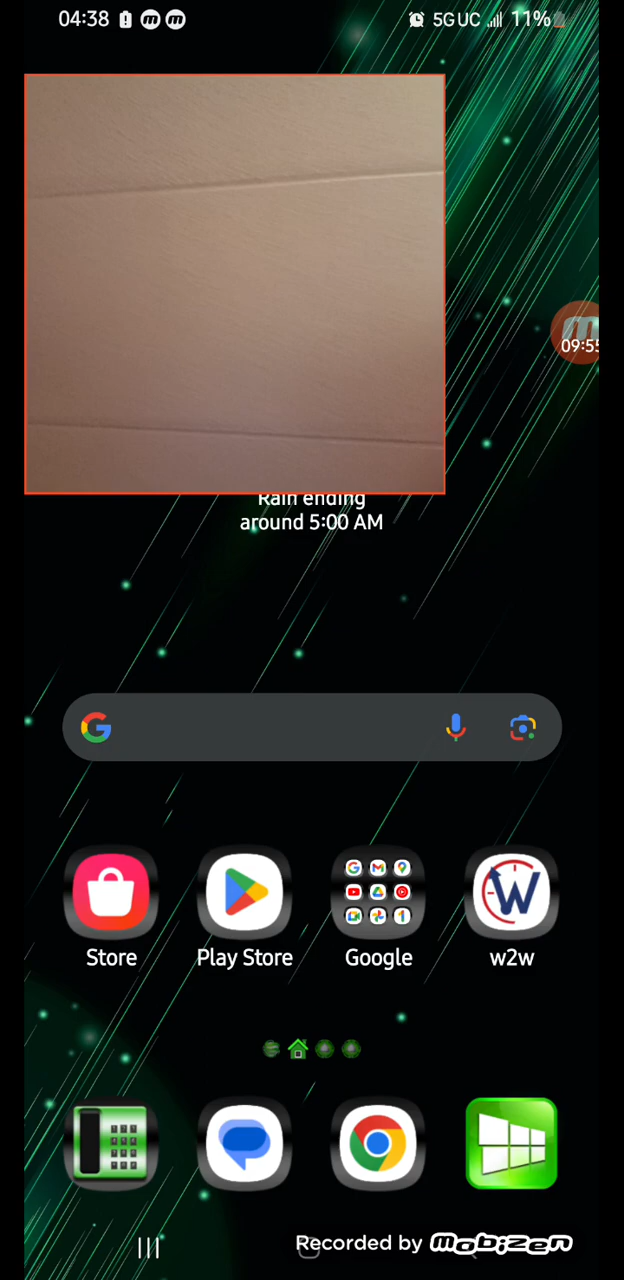 04:38
5G UC
11%
09:55
Rain ending
around 5:00 AM
Store
Play Store
Google
w2w
Recorded by mobizen